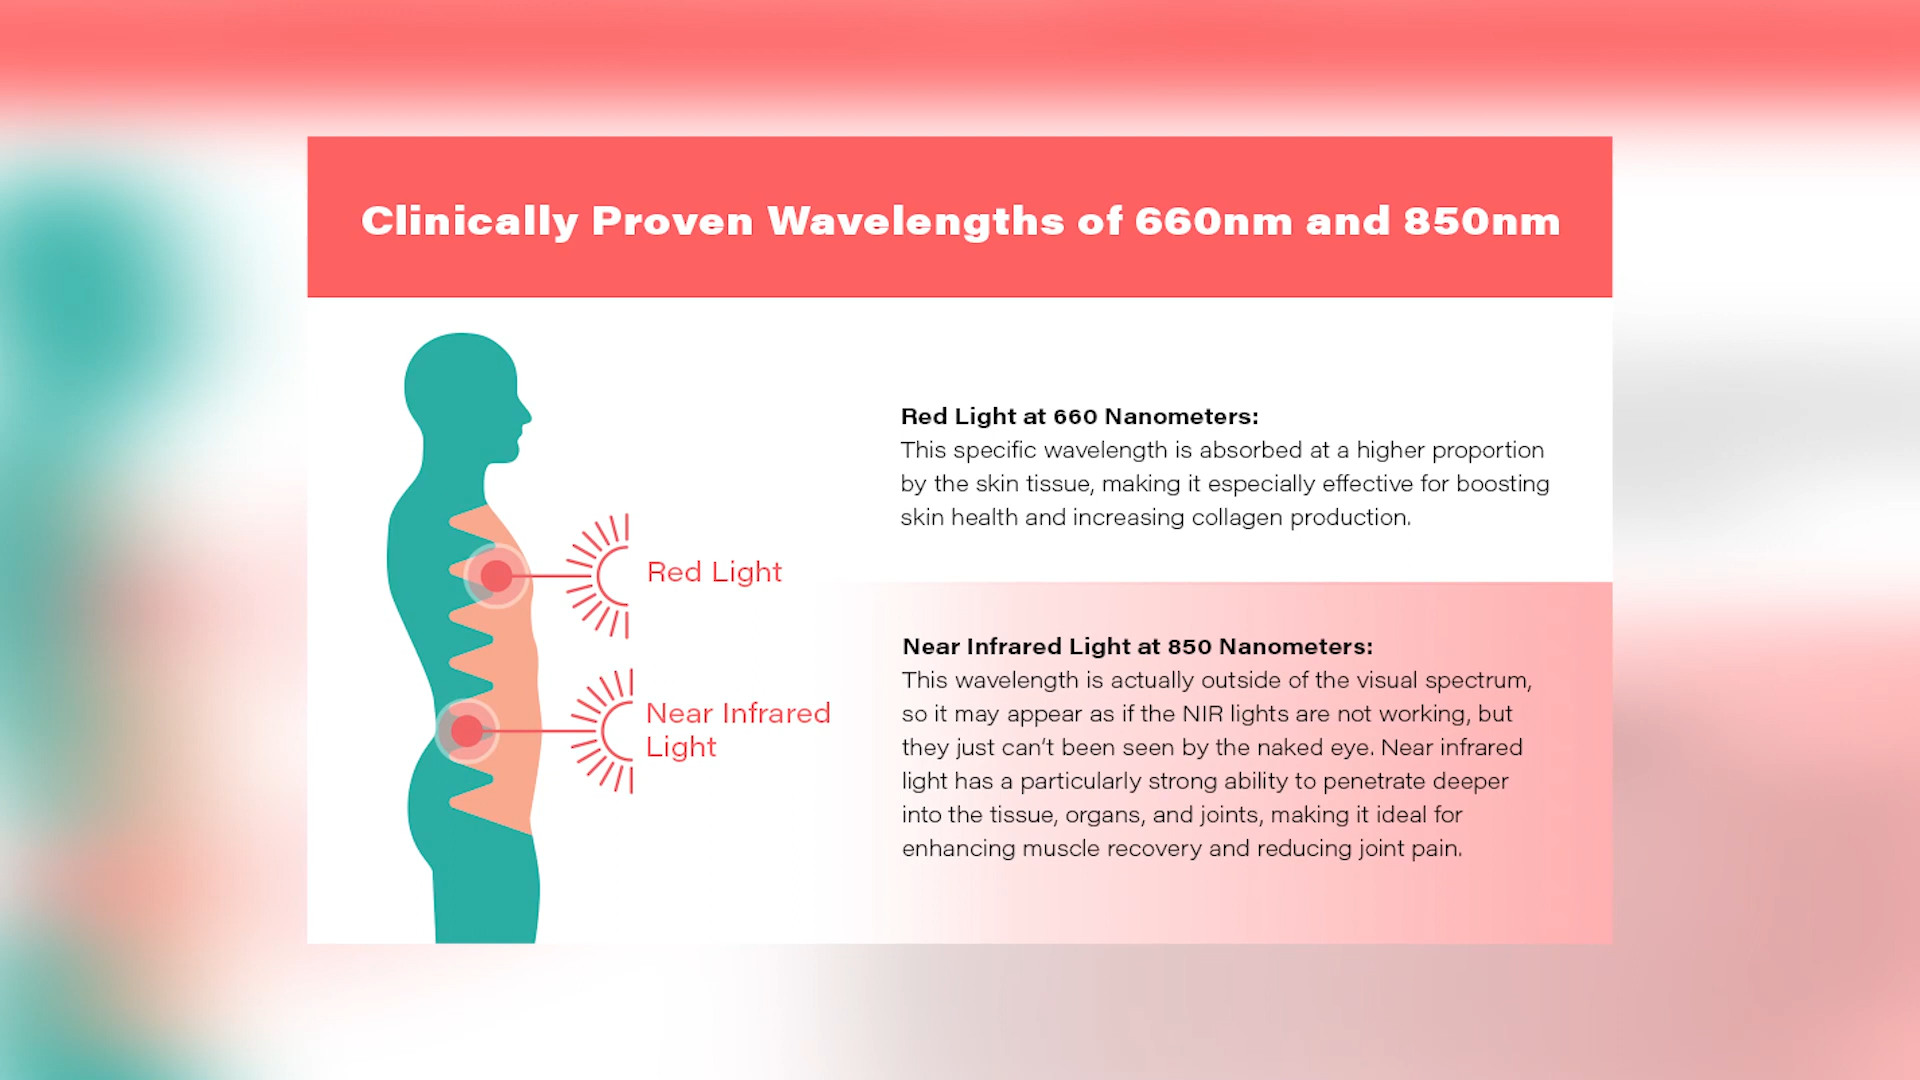 Clinically Proven Wavelengths of 660nm and 850nm
Red Light at 660 Nanometers:
This specific wavelength is absorbed at a higher proportion
by the skin tissue, making it especially effective for boosting
skin health and increasing collagen production.
Red Light
Near Infrared
Light
Near Infrared Light at 850 Nanometers:
This wavelength is actually outside of the visual spectrum,
so it may appear as if the NIR lights are not working, but
they just can't been seen by the naked eye. Near infrared
light has a particularly strong ability to penetrate deeper
into the tissue, organs, and joints, making it ideal for
enhancing muscle recovery and reducing joint pain.